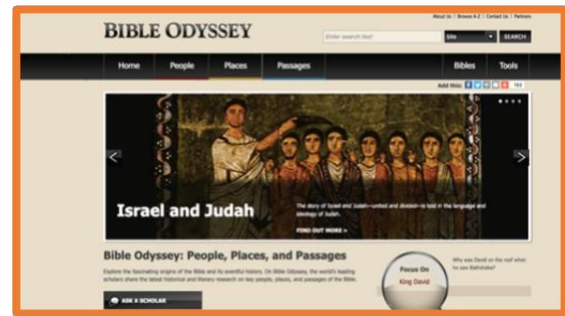 About Us | Browse A-Z | Contact Us | Partners
BIBLE ODYSSEY
Enter search text
Site
SEARCH
Home People Places Passages Bibles Tools
Add this:
Israel and Judah
The story of Israel and Judah—united and divided—is told in the language and
ideology of Judah.
FIND OUT MORE »
Bible Odyssey: People, Places, and Passages
Explore the fascinating origins of the Bible and its eventful history. On Bible Odyssey, the world's leading
scholars share the latest historical and literary research on key people, places, and passages of the Bible.
ASK A SCHOLAR
Focus On
King David
Why was David on the roof when
he saw Bathsheba?